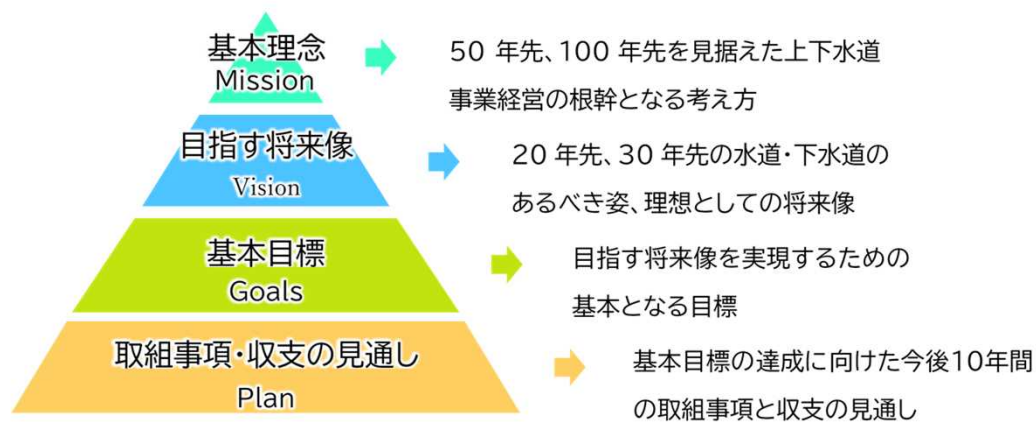 基本理念
Mission
50 年先、100 年先を見据えた上下水道
事業経営の根幹となる考え方
目指す将来像
Vision
20 年先、30 年先の水道・下水道の
あるべき姿、理想としての将来像
基本目標
Goals
目指す将来像を実現するための
基本となる目標
取組事項・収支の見通し
Plan
基本目標の達成に向けた今後10年間
の取組事項と収支の見通し